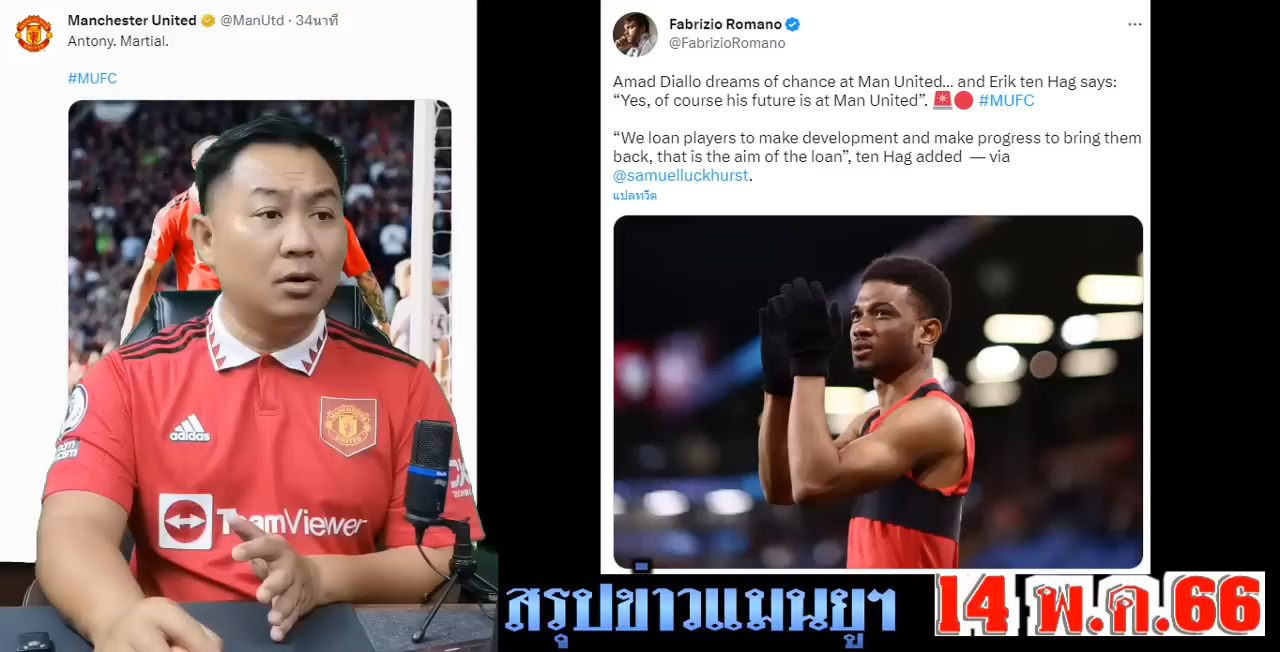 Manchester United @ManUtd · 34นาที
Antony. Martial.
#MUFC
Fabrizio Romano
@FabrizioRomano
Amad Diallo dreams of chance at Man United... and Erik ten Hag says:
“Yes, of course his future is at Man United”. 🚨🔴 #MUFC
“We loan players to make development and make progress to bring them
back, that is the aim of the loan”, ten Hag added — via
@samuelluckhurst.
แปลทวีต
adidas
MANCHESTER
UNITED
TeamViewer
สรุปข่าวแมนยูฯ
14 พ.ค.66